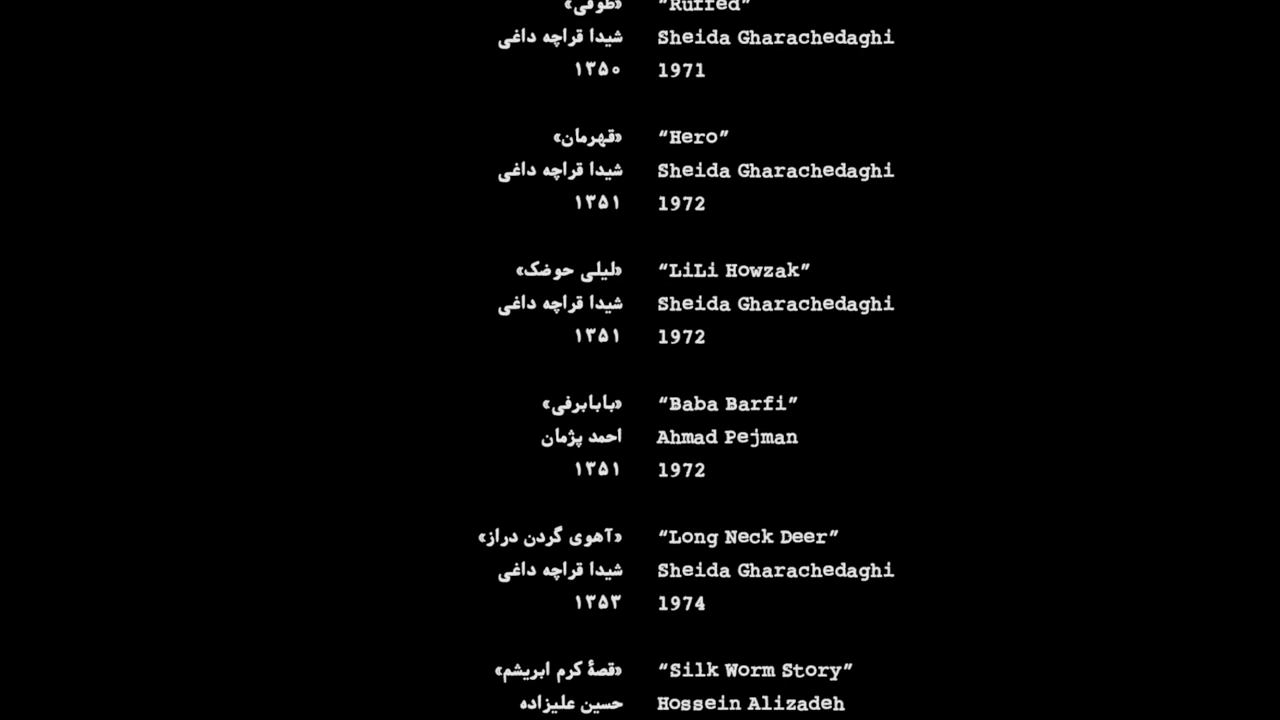 «طوقی» “Ruffed”
شیدا قراچه داغی Sheida Gharachedaghi
۱۳۵۰ 1971
«قهرمان» “Hero”
شیدا قراچه داغی Sheida Gharachedaghi
۱۳۵۱ 1972
«لیلی حوضک» “LiLi Howzak”
شیدا قراچه داغی Sheida Gharachedaghi
۱۳۵۱ 1972
«بابابرفی» “Baba Barfi”
احمد پژمان Ahmad Pejman
۱۳۵۱ 1972
«آهوی گردن دراز» “Long Neck Deer”
شیدا قراچه داغی Sheida Gharachedaghi
۱۳۵۳ 1974
«قصهٔ کرم ابریشم» “Silk Worm Story”
حسین علیزاده Hossein Alizadeh